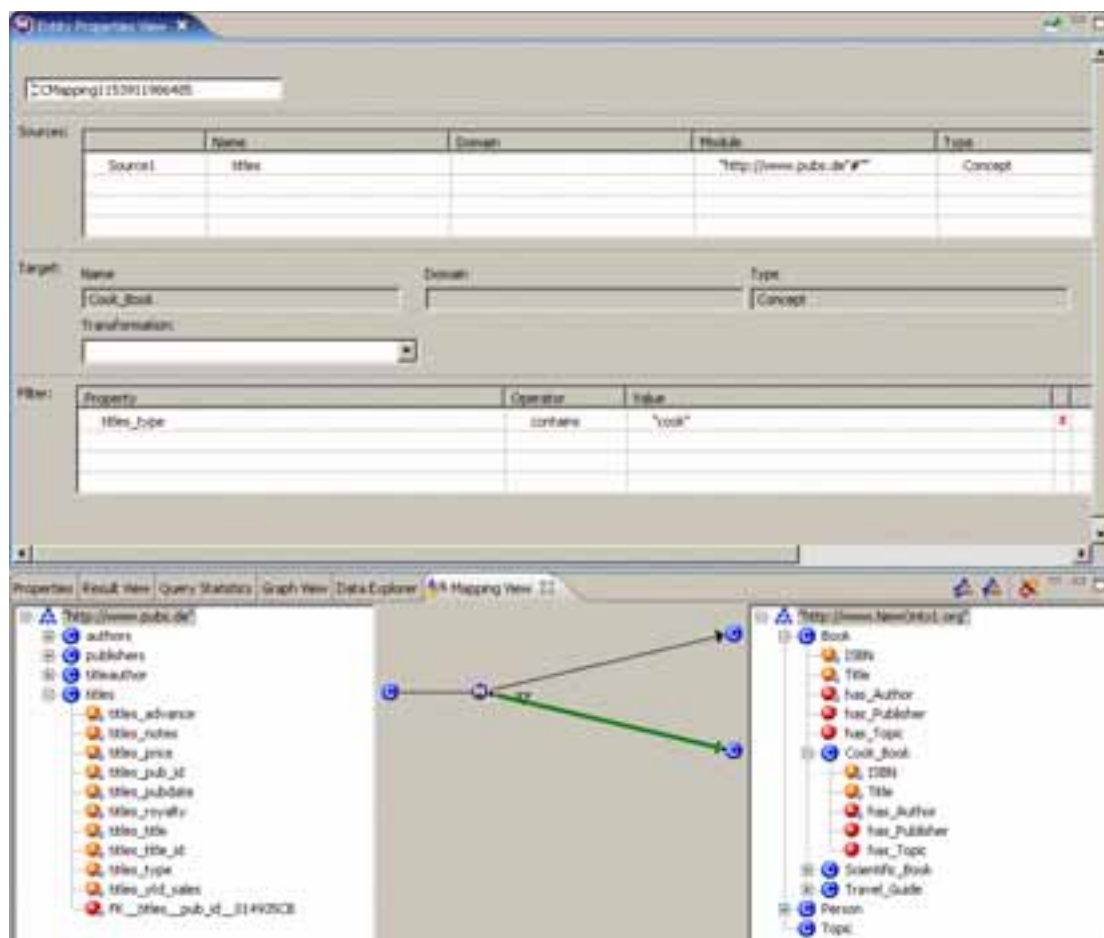 Entity Properties View
CCMapping1153911986485
Sources:
Name Domain Module Type
Source1 titles "http://www.pubs.de"#"" Concept
Target:
Name Domain Type
Cook_Book Concept
Transformation:
Filter:
Property Operator Value
titles_type contains "cook" x
Properties Result View Query Statistics Graph View Data Explorer Mapping View
"http://www.pubs.de"
authors
publishers
titleauthor
titles
titles_advance
titles_notes
titles_price
titles_pub_id
titles_pubdate
titles_royalty
titles_title
titles_title_id
titles_type
titles_ytd_sales
"http://www.NewOnto1.org"
Book
ISBN
Title
has_Author
has_Publisher
has_Topic
Cook_Book
ISBN
Title
has_Author
has_Publisher
has_Topic
Scientific_Book
Travel_Guide
Person
Topic